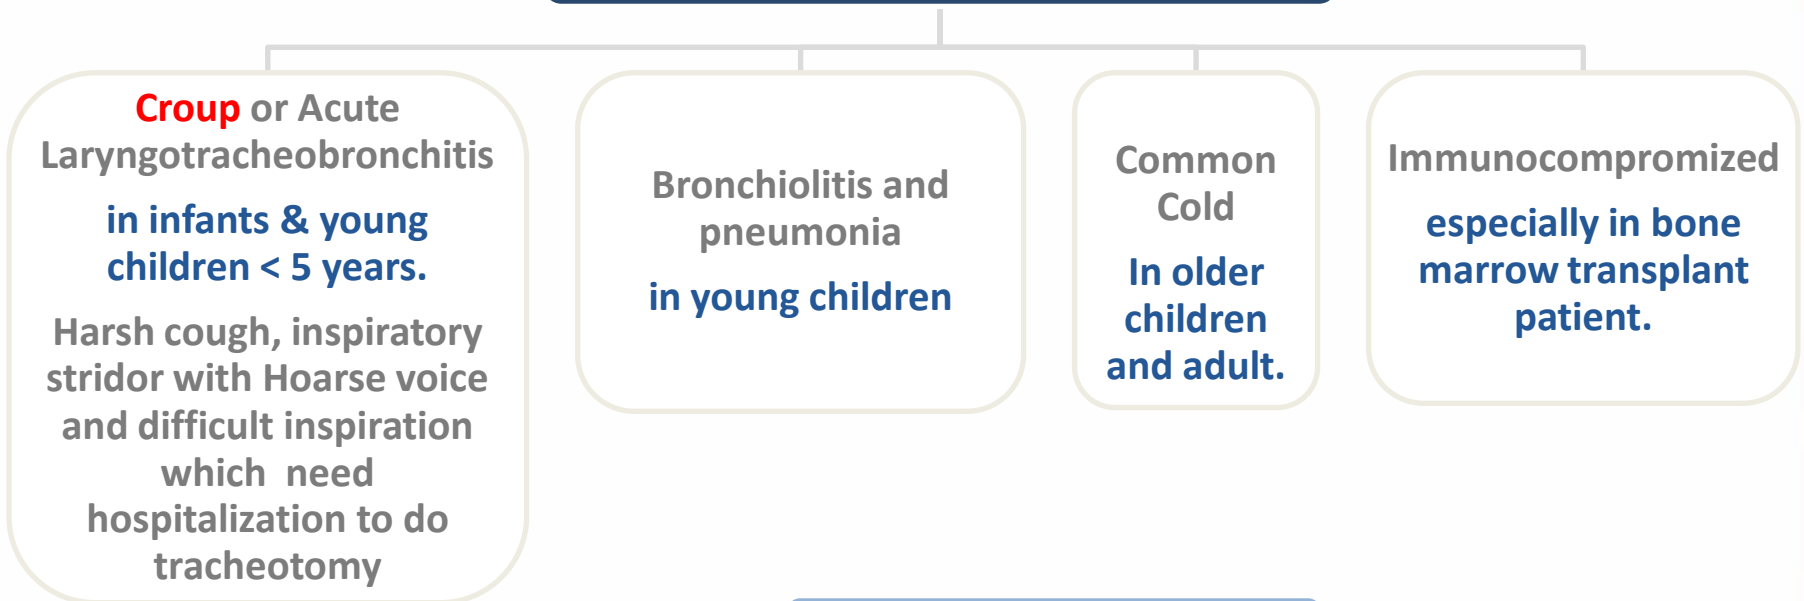 Croup or Acute
Laryngotracheobronchitis
in infants & young
children < 5 years.
Harsh cough, inspiratory
stridor with Hoarse voice
and difficult inspiration
which need
hospitalization to do
tracheotomy
Bronchiolitis and
pneumonia
in young children
Common
Cold
In older
children
and adult.
Immunocompromized
especially in bone
marrow transplant
patient.